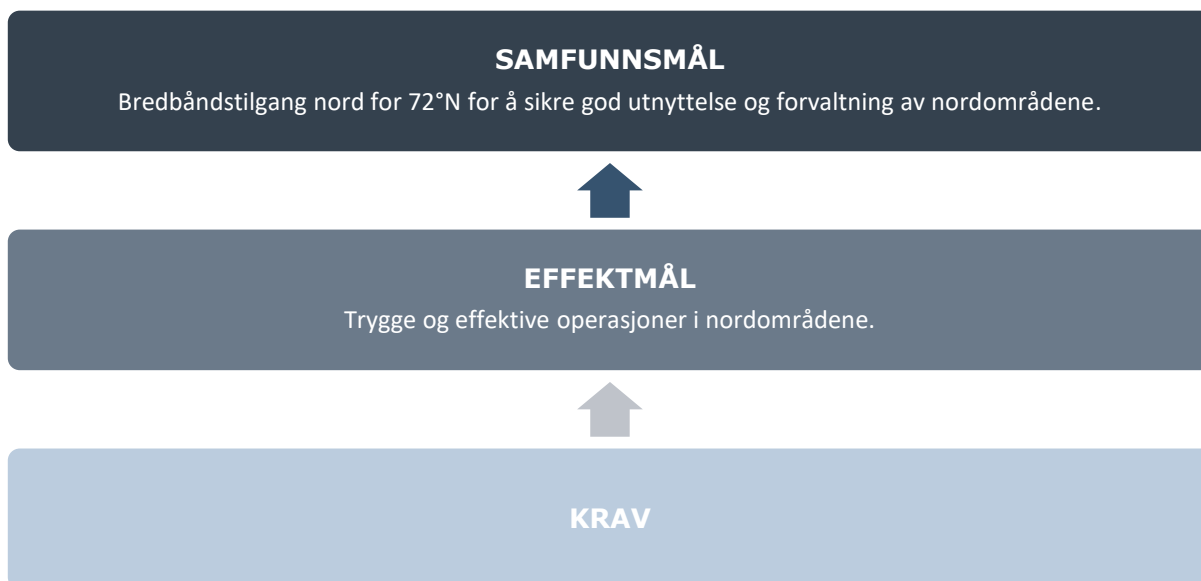 SAMFUNNSMÅL
Bredbåndstilgang nord for 72°N for å sikre god utnyttelse og forvaltning av nordområdene.
EFFEKTMÅL
Trygge og effektive operasjoner i nordområdene.
KRAV